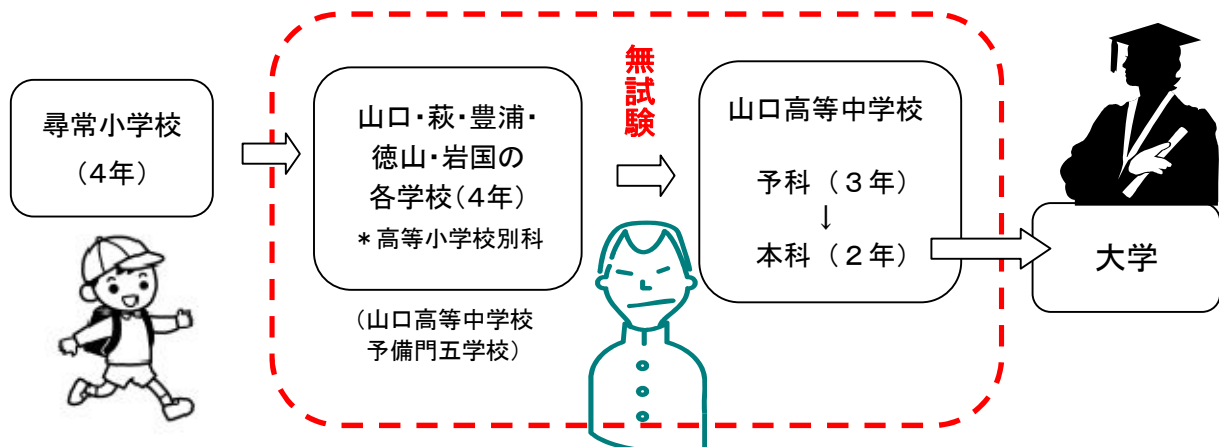 尋常小学校
(4年)
山口・萩・豊浦・
徳山・岩国の
各学校(4年)
＊高等小学校別科
(山口高等中学校
予備門五学校)
無試験
山口高等中学校
予科（３年）
↓
本科（２年）
大学